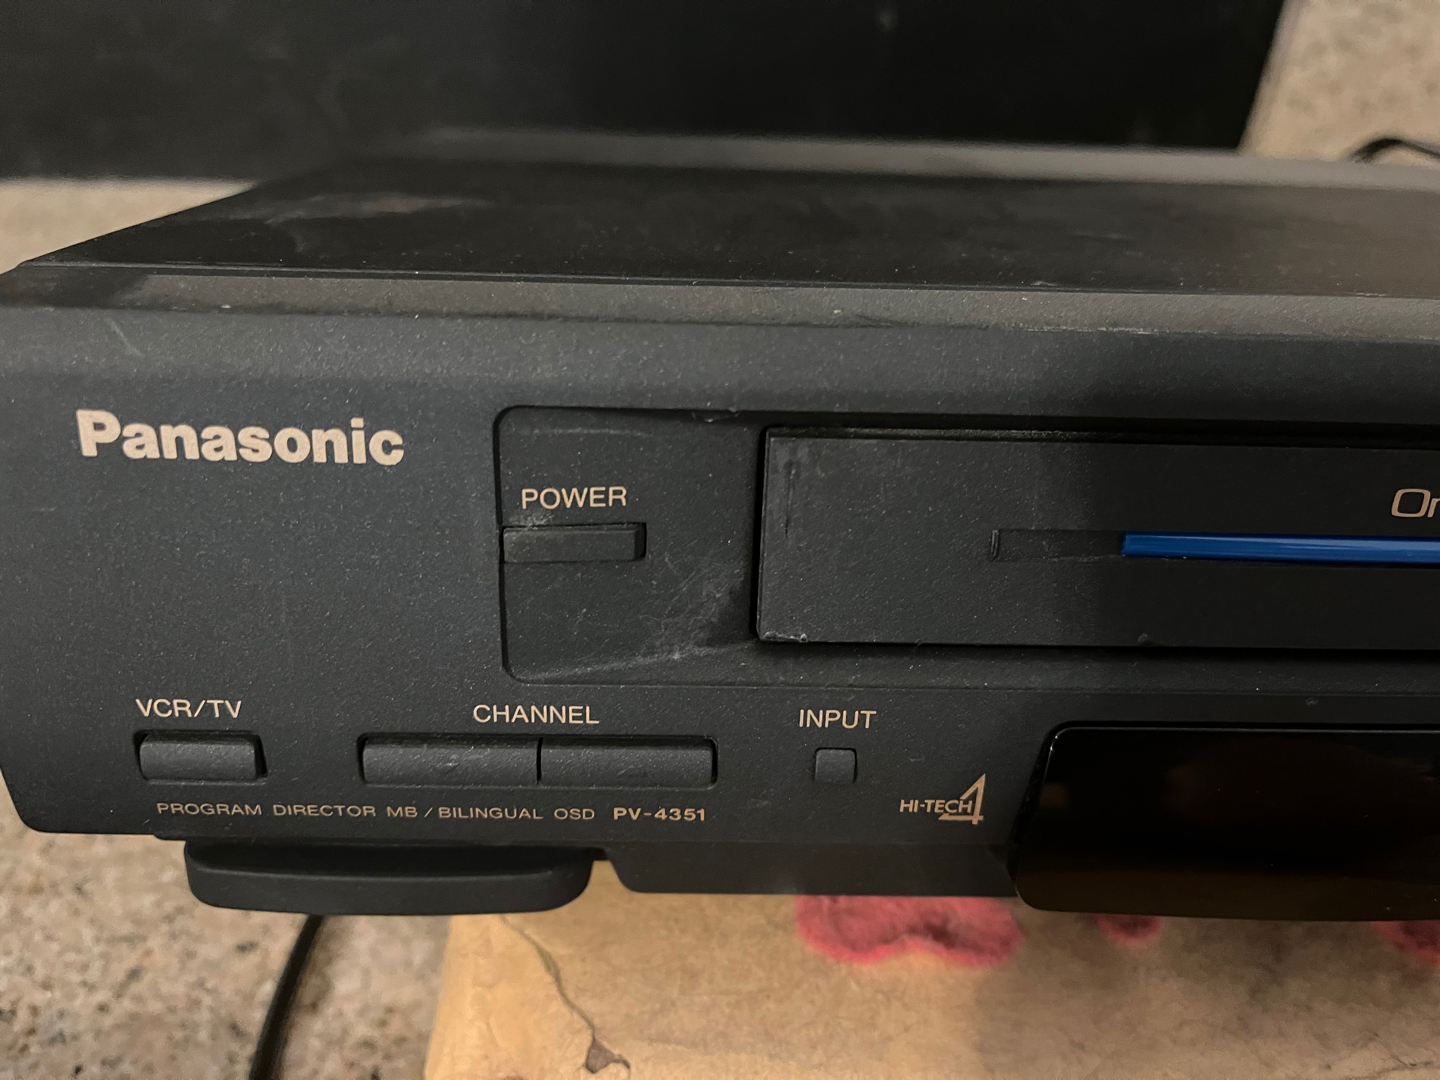 Panasonic
POWER
VCR/TV
CHANNEL
INPUT
PROGRAM DIRECTOR MB / BILINGUAL OSD PV-4351
HI-TECH 4